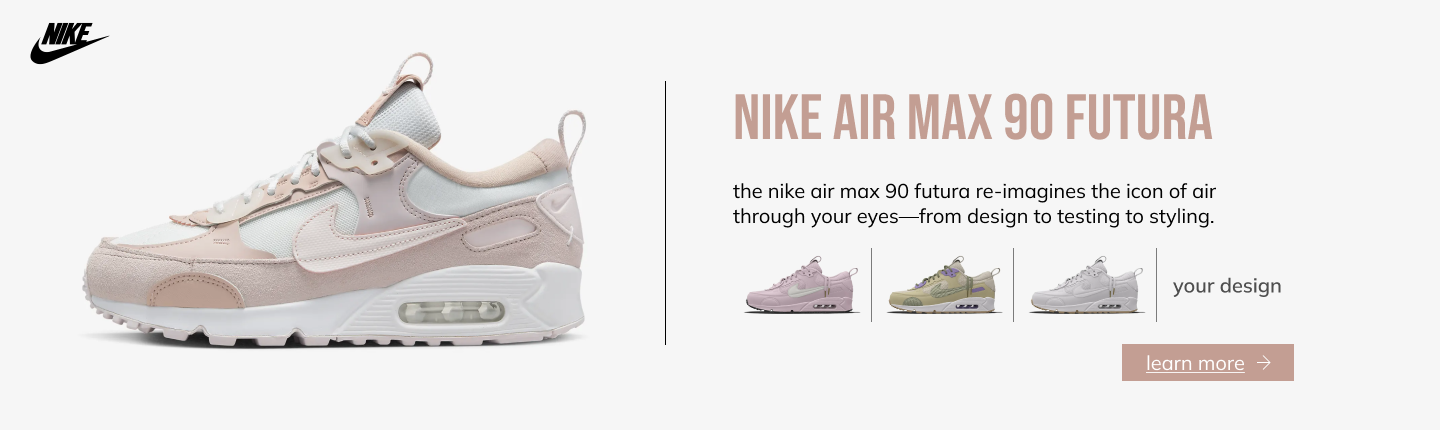 NIKE
NIKE AIR MAX 90 FUTURA
the nike air max 90 futura re-imagines the icon of air
through your eyes—from design to testing to styling.
your design
learn more →